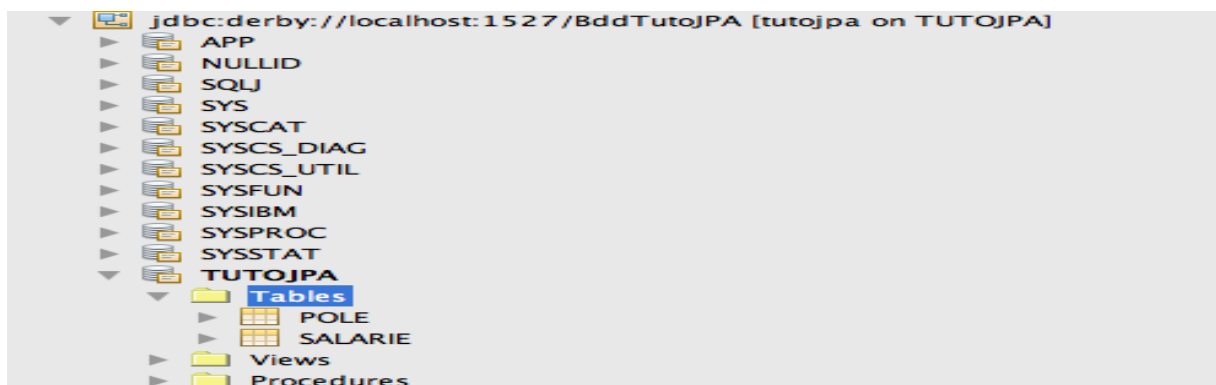 jdbc:derby://localhost:1527/BddTutoJPA [tutojpa on TUTOJPA]
APP
NULLID
SQLJ
SYS
SYSCAT
SYSCS_DIAG
SYSCS_UTIL
SYSFUN
SYSIBM
SYSPROC
SYSSTAT
TUTOJPA
Tables
POLE
SALARIE
Views
Procedures